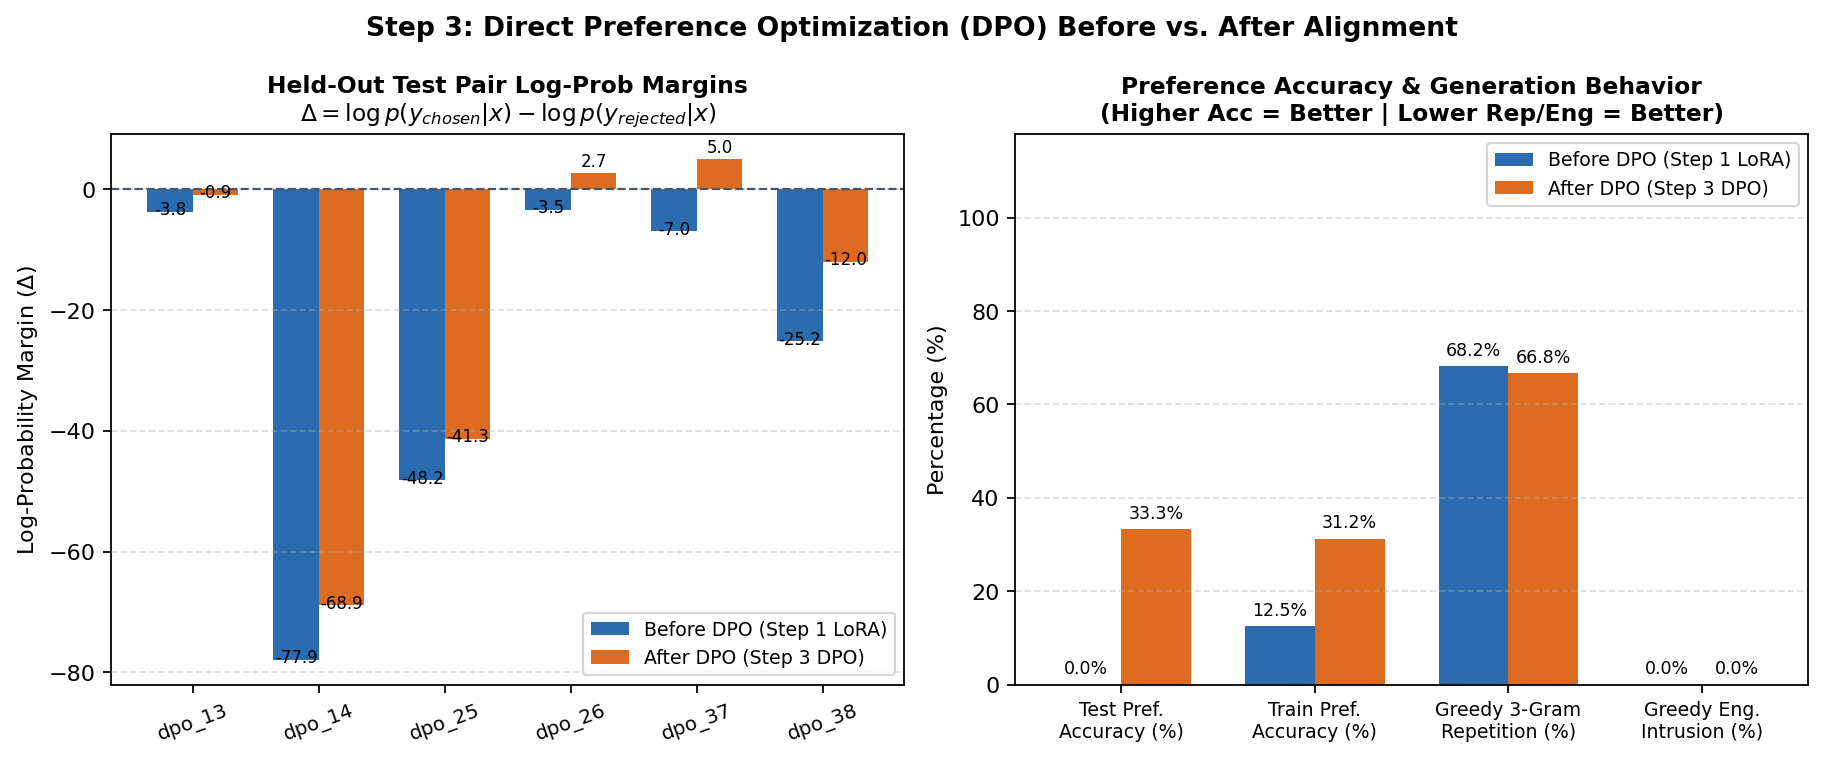 Step 3: Direct Preference Optimization (DPO) Before vs. After Alignment
Held-Out Test Pair Log-Prob Margins
Δ = log p(y_chosen|x) − log p(y_rejected|x)
Log-Probability Margin (Δ)
0
−20
−40
−60
−80
-3.8
-0.9
-77.9
-68.9
-48.2
-41.3
-3.5
2.7
-7.0
5.0
-25.2
-12.0
Before DPO (Step 1 LoRA)
After DPO (Step 3 DPO)
dpo_13
dpo_14
dpo_25
dpo_26
dpo_37
dpo_38
Preference Accuracy & Generation Behavior
(Higher Acc = Better | Lower Rep/Eng = Better)
Before DPO (Step 1 LoRA)
After DPO (Step 3 DPO)
Percentage (%)
100
80
60
40
20
0
0.0%
33.3%
12.5%
31.2%
68.2%
66.8%
0.0%
0.0%
Test Pref.
Accuracy (%)
Train Pref.
Accuracy (%)
Greedy 3-Gram
Repetition (%)
Greedy Eng.
Intrusion (%)